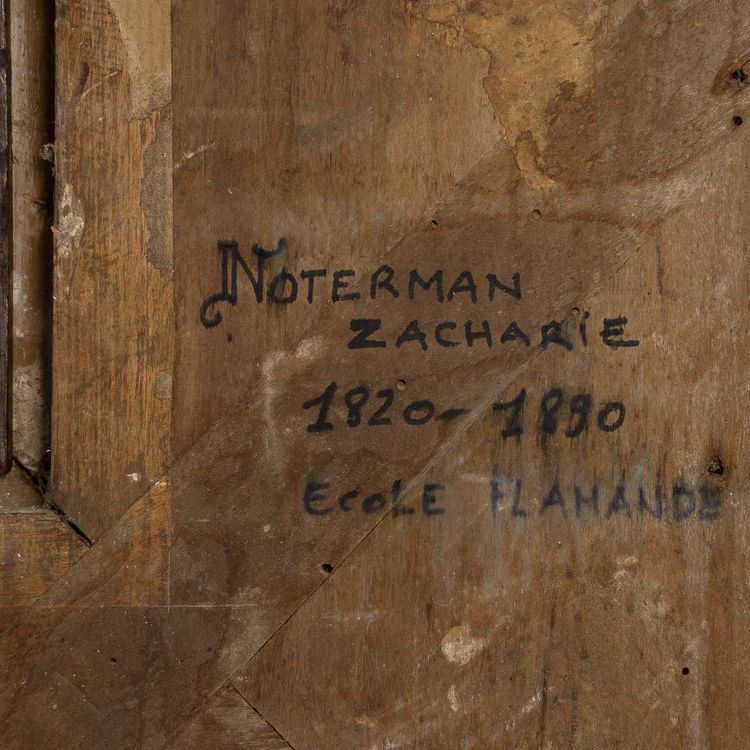 NOTERMAN
ZACHARIE
1820-1890
ECOLE FLAMANDE